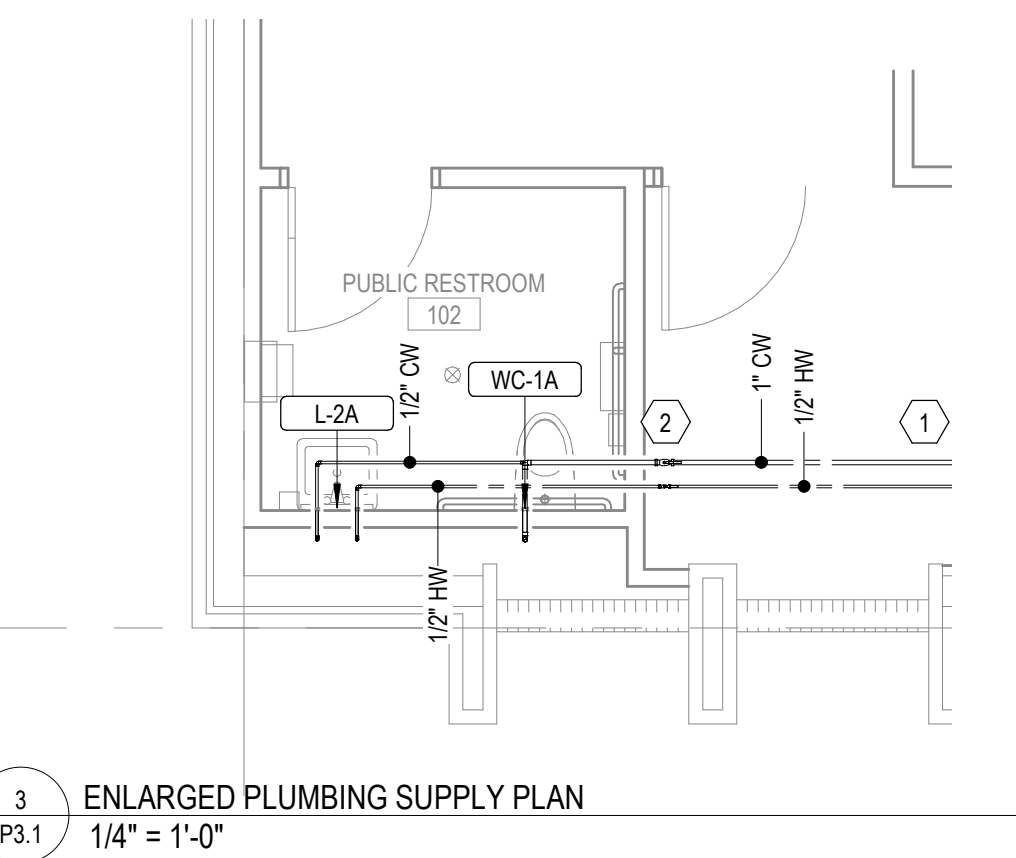 PUBLIC RESTROOM
102
1/2" CW
WC-1A
L-2A
1" CW
1/2" HW
2
1
1/2" HW
3
P3.1
ENLARGED PLUMBING SUPPLY PLAN
1/4" = 1'-0"